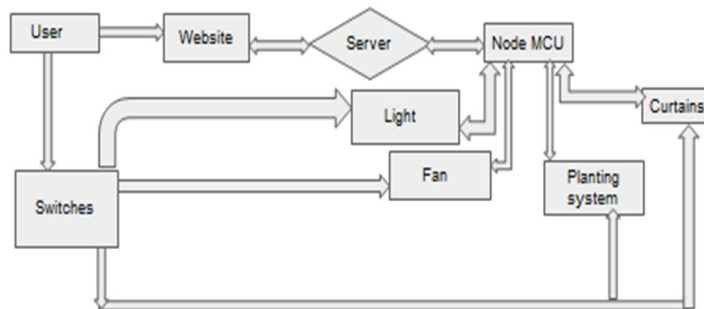 User
Website
Server
Node MCU
Light
Curtains
Fan
Switches
Planting
system